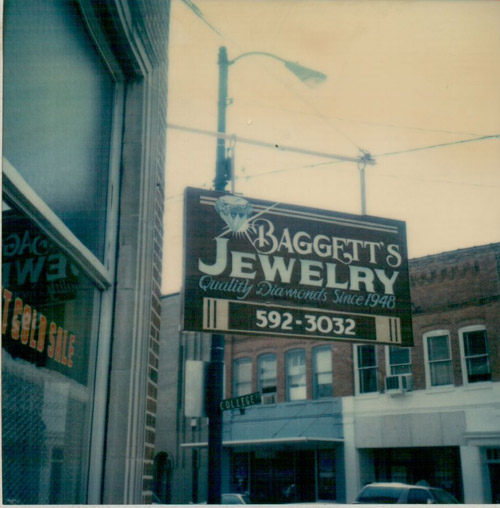 BAGGETT'S
JEWELRY
Quality Diamonds Since 1948
592-3032
COLLEGE
GOLD SALE